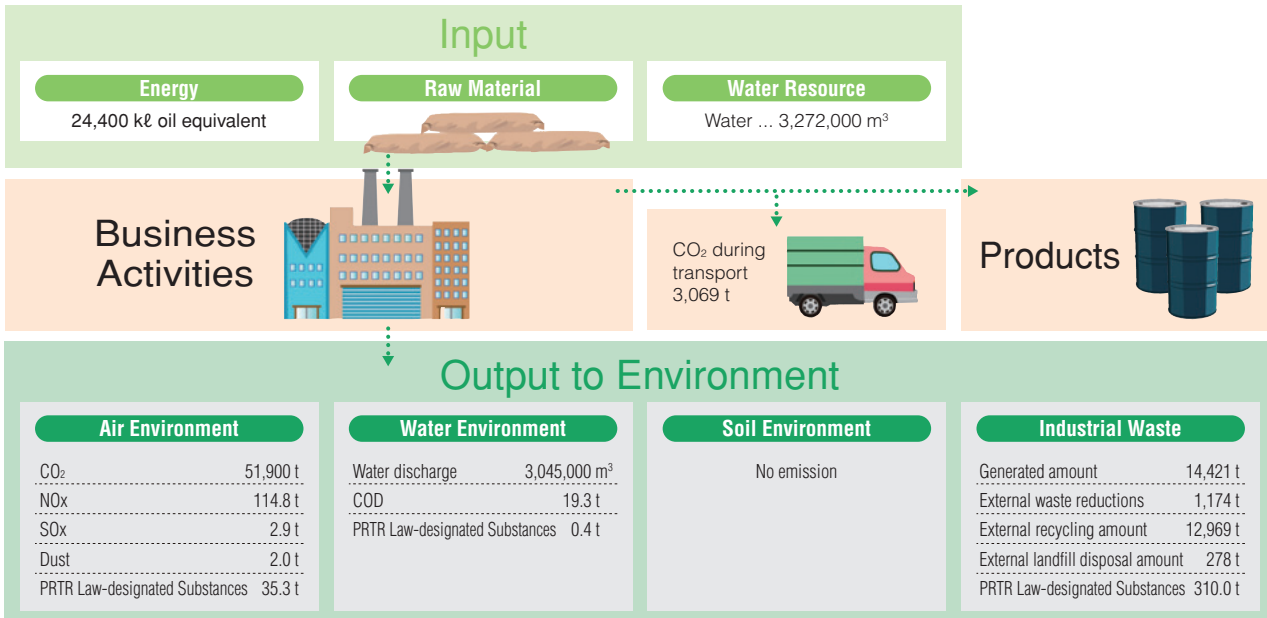 Input
Energy
24,400 kℓ oil equivalent
Raw Material
Water Resource
Water ... 3,272,000 m³
Business
Activities
CO₂ during
transport
3,069 t
Products
Output to Environment
Air Environment
CO₂ 51,900 t
NOx 114.8 t
SOx 2.9 t
Dust 2.0 t
PRTR Law-designated Substances 35.3 t
Water Environment
Water discharge 3,045,000 m³
COD 19.3 t
PRTR Law-designated Substances 0.4 t
Soil Environment
No emission
Industrial Waste
Generated amount 14,421 t
External waste reductions 1,174 t
External recycling amount 12,969 t
External landfill disposal amount 278 t
PRTR Law-designated Substances 310.0 t